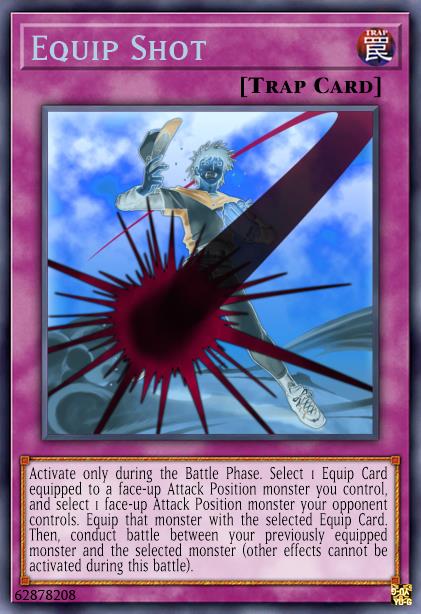 Equip Shot
TRAP
罠
[Trap Card]
Activate only during the Battle Phase. Select 1 Equip Card
equipped to a face-up Attack Position monster you control,
and select 1 face-up Attack Position monster your opponent
controls. Equip that monster with the selected Equip Card.
Then, conduct battle between your previously equipped
monster and the selected monster (other effects cannot be
activated during this battle).
62878208